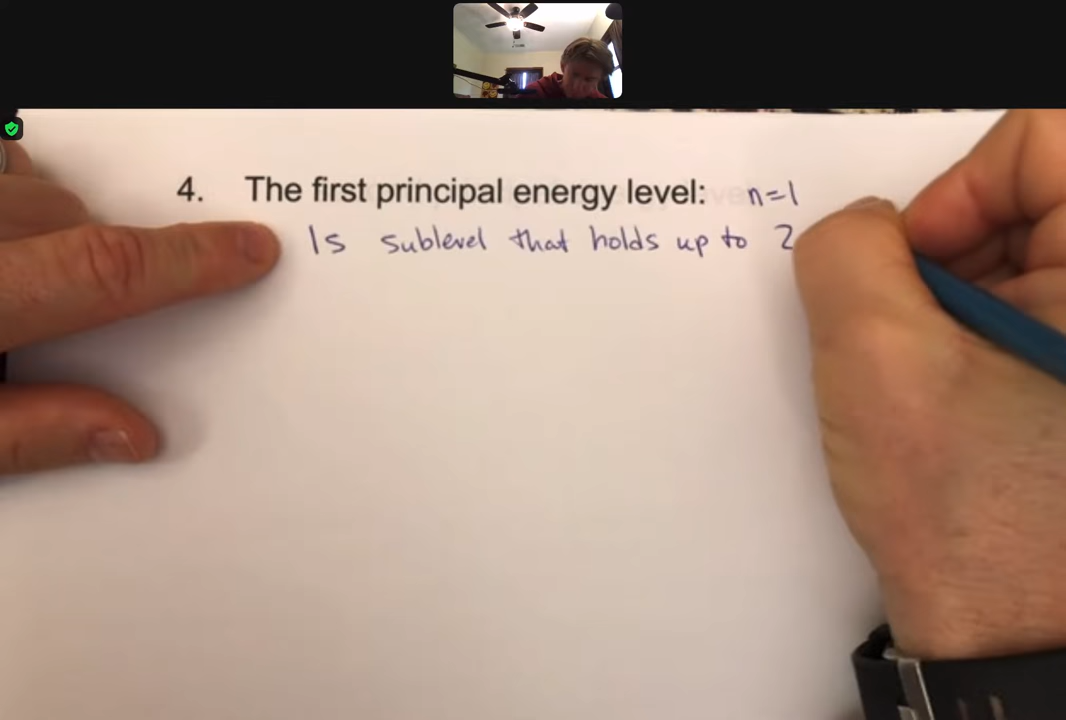 4. The first principal energy level: n=1
1s sublevel that holds up to 2